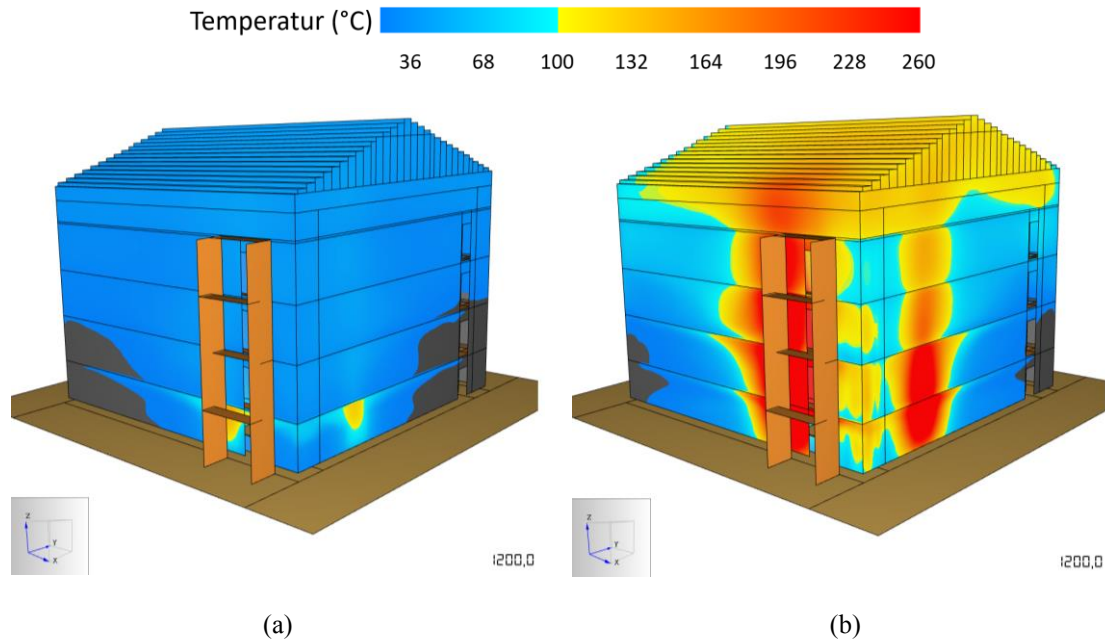 Temperatur (°C)
36 68 100 132 164 196 228 260
Z Y X
1200,0
Z Y X
1200,0
(a) (b)